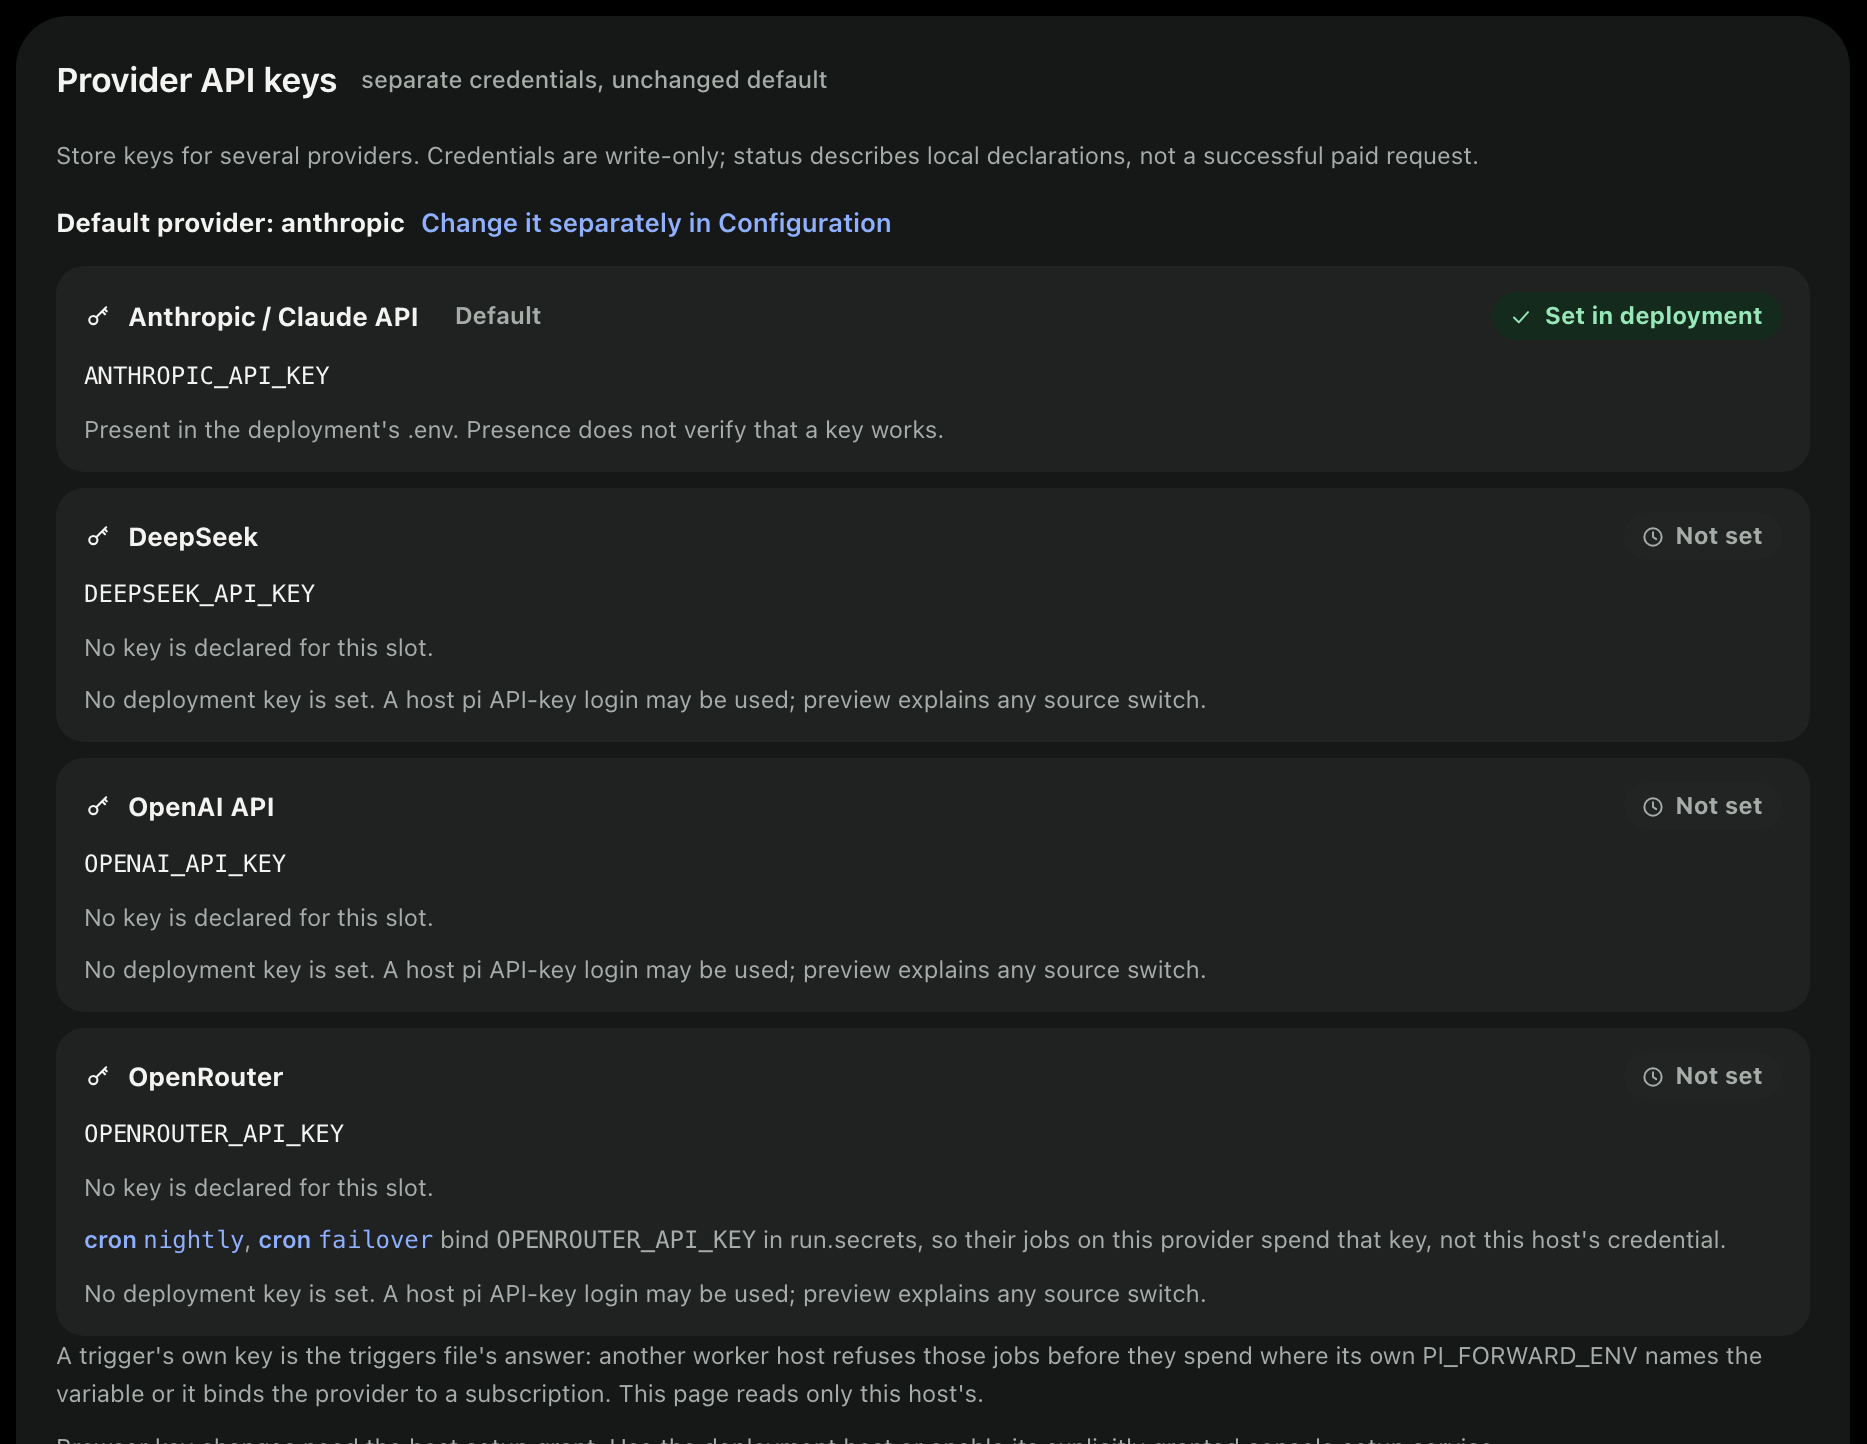 Provider API keys separate credentials, unchanged default
Store keys for several providers. Credentials are write-only; status describes local declarations, not a successful paid request.
Default provider: anthropic Change it separately in Configuration
Anthropic / Claude API Default Set in deployment
ANTHROPIC_API_KEY
Present in the deployment's .env. Presence does not verify that a key works.
DeepSeek Not set
DEEPSEEK_API_KEY
No key is declared for this slot.
No deployment key is set. A host pi API-key login may be used; preview explains any source switch.
OpenAI API Not set
OPENAI_API_KEY
No key is declared for this slot.
No deployment key is set. A host pi API-key login may be used; preview explains any source switch.
OpenRouter Not set
OPENROUTER_API_KEY
No key is declared for this slot.
cron nightly, cron failover bind OPENROUTER_API_KEY in run.secrets, so their jobs on this provider spend that key, not this host's credential.
No deployment key is set. A host pi API-key login may be used; preview explains any source switch.
A trigger's own key is the triggers file's answer: another worker host refuses those jobs before they spend where its own PI_FORWARD_ENV names the
variable or it binds the provider to a subscription. This page reads only this host's.